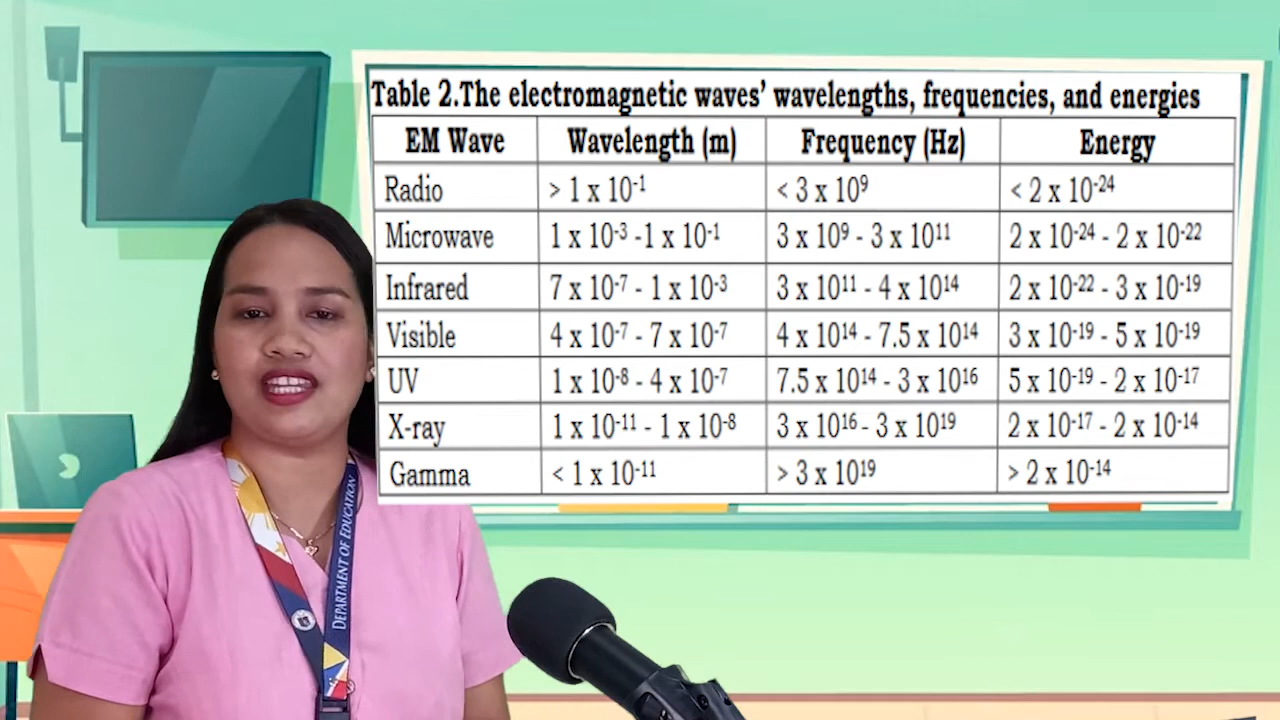 Table 2.The electromagnetic waves’ wavelengths, frequencies, and energies
EM Wave Wavelength (m) Frequency (Hz) Energy
Radio > 1 x 10⁻¹ < 3 x 10⁹ < 2 x 10⁻²⁴
Microwave 1 x 10⁻³ -1 x 10⁻¹ 3 x 10⁹ - 3 x 10¹¹ 2 x 10⁻²⁴ - 2 x 10⁻²²
Infrared 7 x 10⁻⁷ - 1 x 10⁻³ 3 x 10¹¹ - 4 x 10¹⁴ 2 x 10⁻²² - 3 x 10⁻¹⁹
Visible 4 x 10⁻⁷ - 7 x 10⁻⁷ 4 x 10¹⁴ - 7.5 x 10¹⁴ 3 x 10⁻¹⁹ - 5 x 10⁻¹⁹
UV 1 x 10⁻⁸ - 4 x 10⁻⁷ 7.5 x 10¹⁴ - 3 x 10¹⁶ 5 x 10⁻¹⁹ - 2 x 10⁻¹⁷
X-ray 1 x 10⁻¹¹ - 1 x 10⁻⁸ 3 x 10¹⁶ - 3 x 10¹⁹ 2 x 10⁻¹⁷ - 2 x 10⁻¹⁴
Gamma < 1 x 10⁻¹¹ > 3 x 10¹⁹ > 2 x 10⁻¹⁴
DEPARTMENT OF EDUCATION